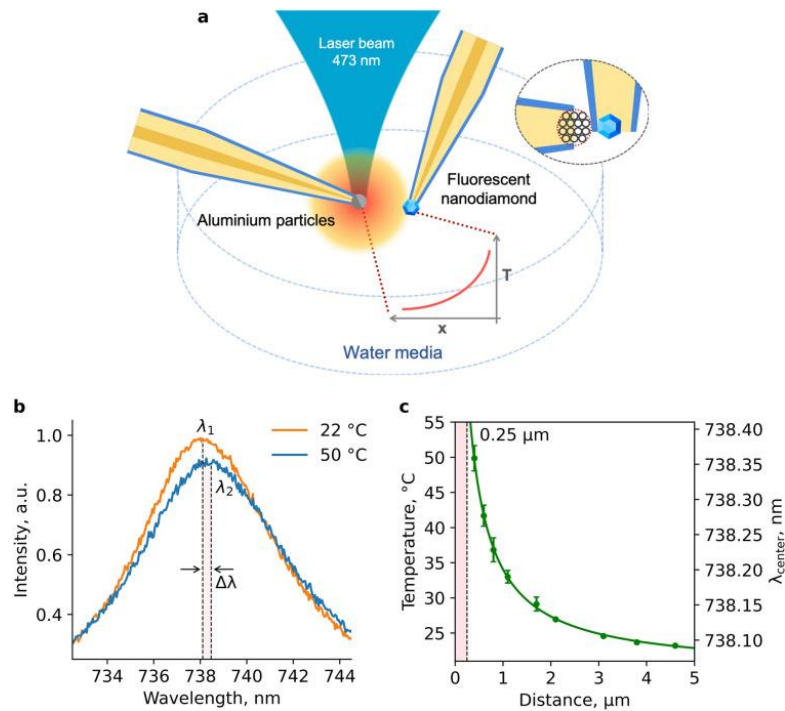 a
Laser beam
473 nm
Aluminium particles
Fluorescent
nanodiamond
T
x
Water media
b
λ1
22 °C
50 °C
λ2
Δλ
1.0
0.8
0.6
0.4
Intensity, a.u.
734 736 738 740 742 744
Wavelength, nm
c
0.25 μm
55
50
45
40
35
30
25
Temperature, °C
738.40
738.35
738.30
738.25
738.20
738.15
738.10
λcenter, nm
0 1 2 3 4 5
Distance, μm